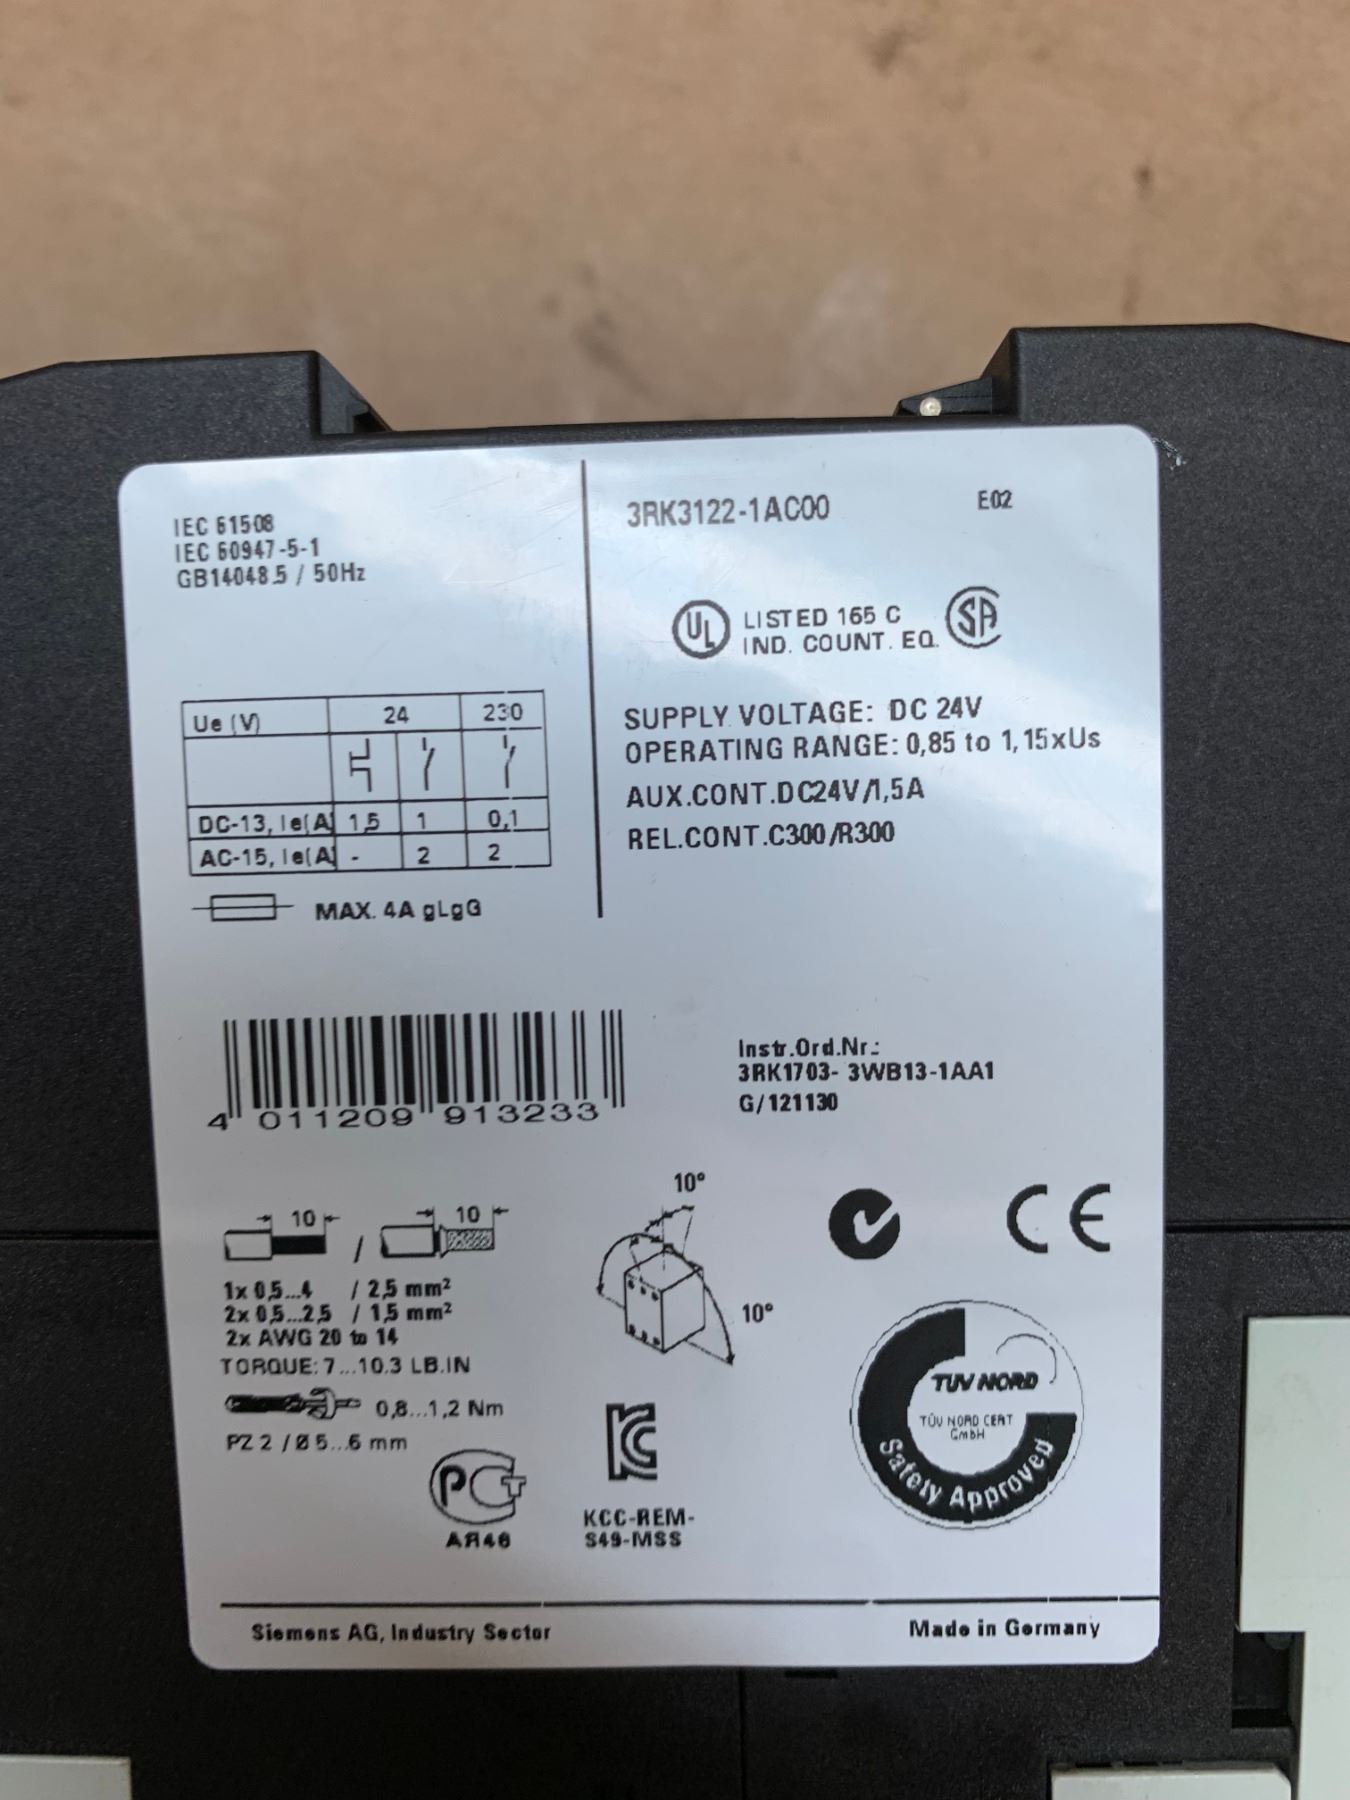 IEC 61508
IEC 60947-5-1
GB14048.5 / 50Hz
3RK3122-1AC00
E02
UL LISTED 165 C SA
IND. COUNT. EQ.
SUPPLY VOLTAGE: DC 24V
OPERATING RANGE: 0,85 to 1,15xUs
AUX.CONT.DC24V/1,5A
REL.CONT.C300/R300
Ue (V) 24 230
DC-13, Ie(A) 1,5 1 0,1
AC-15, Ie(A) - 2 2
MAX. 4A gLgG
4 011209 913233
Instr.Ord.Nr.:
3RK1703- 3WB13-1AA1
G/121130
10 / 10
1x 0,5...4 / 2,5 mm²
2x 0,5...2,5 / 1,5 mm²
2x AWG 20 to 14
TORQUE: 7...10.3 LB.IN
0,8...1,2 Nm
PZ 2 / Ø 5...6 mm
10°
10°
CE
PCT
АЯ46
KC
KCC-REM-
S49-MSS
TÜV NORD
TÜV NORD CERT
GmbH
Safety Approved
Siemens AG, Industry Sector
Made in Germany